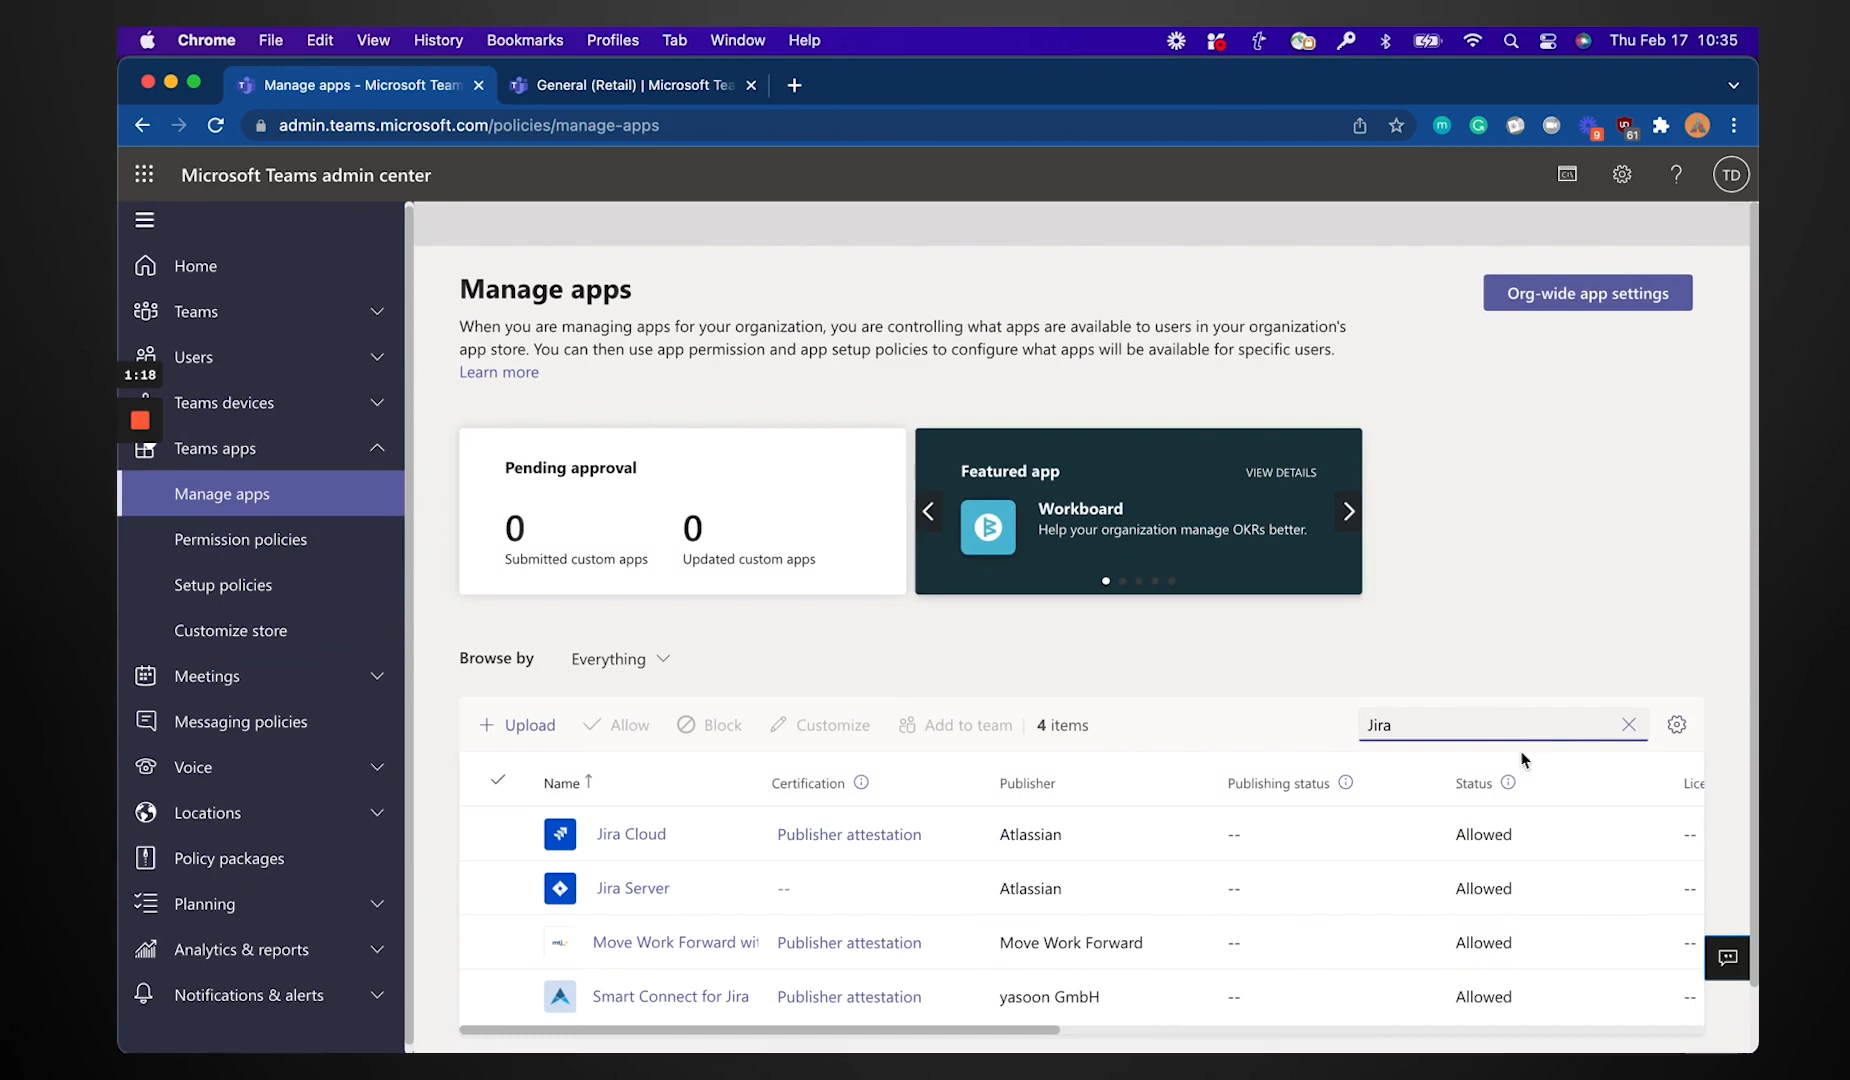 Chrome File Edit View History Bookmarks Profiles Tab Window Help Thu Feb 17 10:35
Manage apps - Microsoft Team General (Retail) | Microsoft Tea
admin.teams.microsoft.com/policies/manage-apps 9 61
Microsoft Teams admin center TD
Home
Teams
Users
1:18
Teams devices
Teams apps
Manage apps
Permission policies
Setup policies
Customize store
Meetings
Messaging policies
Voice
Locations
Policy packages
Planning
Analytics & reports
Notifications & alerts
Manage apps
Org-wide app settings
When you are managing apps for your organization, you are controlling what apps are available to users in your organization's
app store. You can then use app permission and app setup policies to configure what apps will be available for specific users.
Learn more
Pending approval
0 0
Submitted custom apps Updated custom apps
Featured app VIEW DETAILS
Workboard
Help your organization manage OKRs better.
Browse by Everything
Upload Allow Block Customize Add to team | 4 items Jira
Name ↑ Certification Publisher Publishing status Status Lice
Jira Cloud Publisher attestation Atlassian -- Allowed --
Jira Server -- Atlassian -- Allowed --
Move Work Forward wit Publisher attestation Move Work Forward -- Allowed --
Smart Connect for Jira Publisher attestation yasoon GmbH -- Allowed --